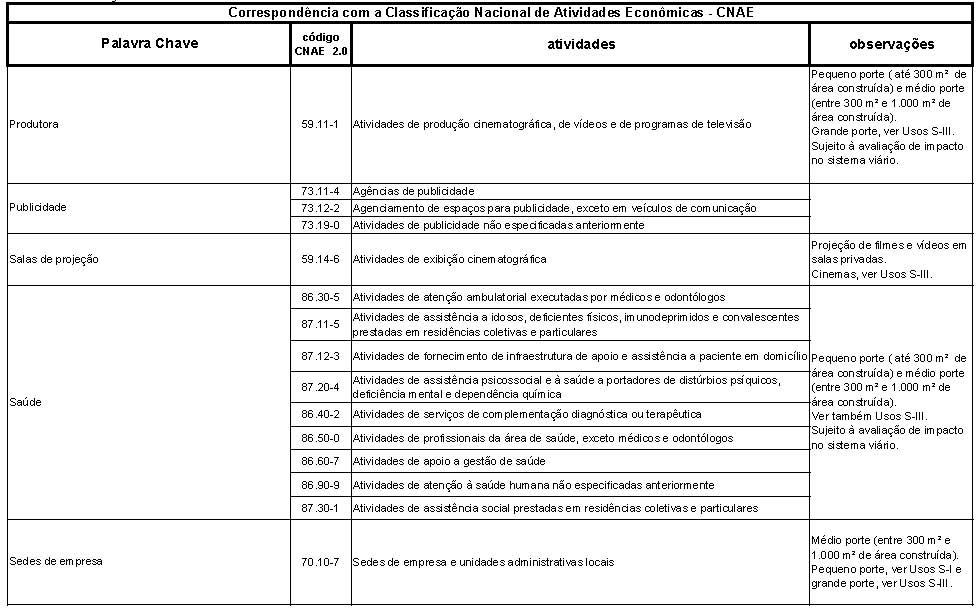 Correspondência com a Classificação Nacional de Atividades Econômicas - CNAE
Palavra Chave
código
CNAE 2.0
atividades
observações
Produtora
59.11-1
Atividades de produção cinematográfica, de vídeos e de programas de televisão
Pequeno porte ( até 300 m² de
área construída) e médio porte
(entre 300 m² e 1.000 m² de
área construída).
Grande porte, ver Usos S-III.
Sujeito à avaliação de impacto
no sistema viário.
Publicidade
73.11-4 Agências de publicidade
73.12-2 Agenciamento de espaços para publicidade, exceto em veículos de comunicação
73.19-0 Atividades de publicidade não especificadas anteriormente
Salas de projeção
59.14-6
Atividades de exibição cinematográfica
Projeção de filmes e vídeos em
salas privadas.
Cinemas, ver Usos S-III.
Saúde
86.30-5 Atividades de atenção ambulatorial executadas por médicos e odontólogos
87.11-5 Atividades de assistência a idosos, deficientes físicos, imunodeprimidos e convalescentes
prestadas em residências coletivas e particulares
87.12-3 Atividades de fornecimento de infraestrutura de apoio e assistência a paciente em domicílio
87.20-4 Atividades de assistência psicossocial e à saúde a portadores de distúrbios psíquicos,
deficiência mental e dependência química
86.40-2 Atividades de serviços de complementação diagnóstica ou terapêutica
86.50-0 Atividades de profissionais da área de saúde, exceto médicos e odontólogos
86.60-7 Atividades de apoio a gestão de saúde
86.90-9 Atividades de atenção à saúde humana não especificadas anteriormente
87.30-1 Atividades de assistência social prestadas em residências coletivas e particulares
Pequeno porte ( até 300 m² de
área construída) e médio porte
(entre 300 m² e 1.000 m² de
área construída).
Ver também Usos S-III.
Sujeito à avaliação de impacto
no sistema viário.
Sedes de empresa
70.10-7
Sedes de empresa e unidades administrativas locais
Médio porte (entre 300 m² e
1.000 m² de área construída).
Pequeno porte, ver Usos S-I e
grande porte, ver Usos S-III.